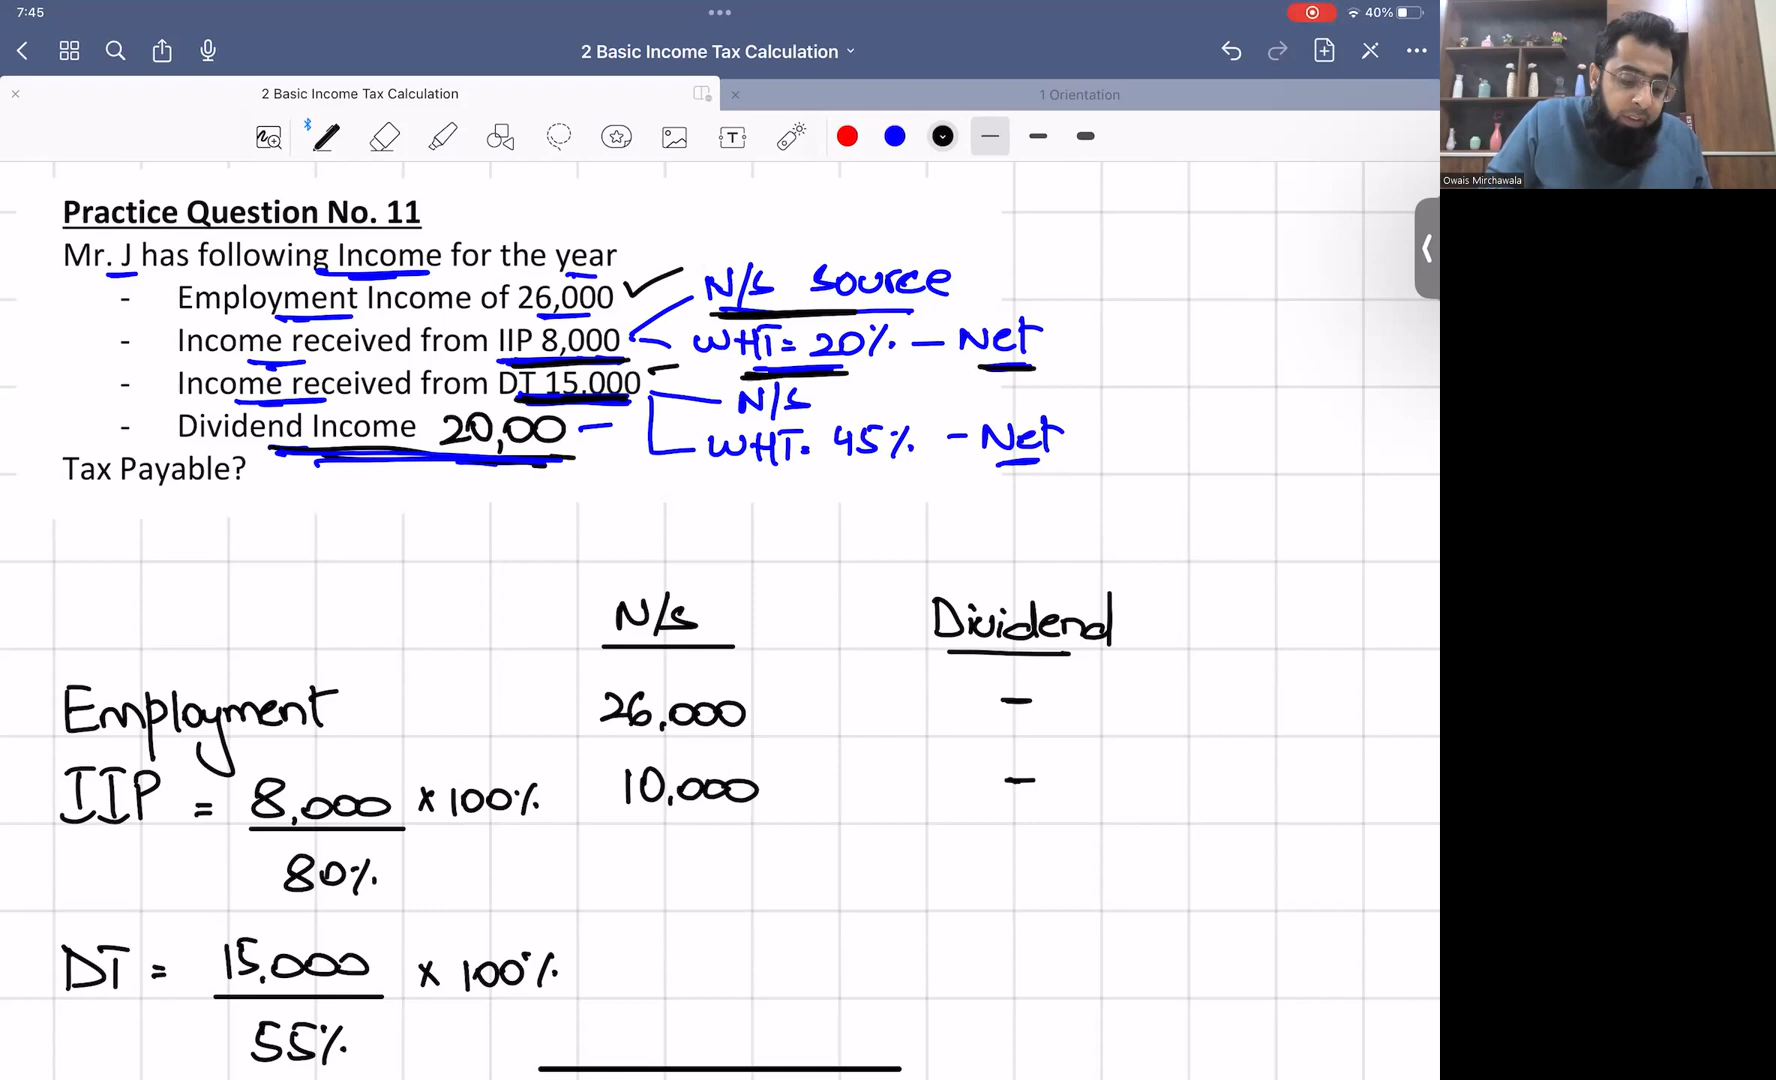 7:45
40%
2 Basic Income Tax Calculation
2 Basic Income Tax Calculation
1 Orientation
Owais Mirchawala
Practice Question No. 11
Mr. J has following Income for the year
- Employment Income of 26,000
N/S source
- Income received from IIP 8,000
WHT = 20% - Net
- Income received from DT 15,000
N/S
- Dividend Income 20,00
WHT = 45% - Net
Tax Payable?
N/S Dividend
Employment 26,000 -
IIP = 8,000 × 100% 10,000 -
80%
DT = 15,000 × 100%
55%